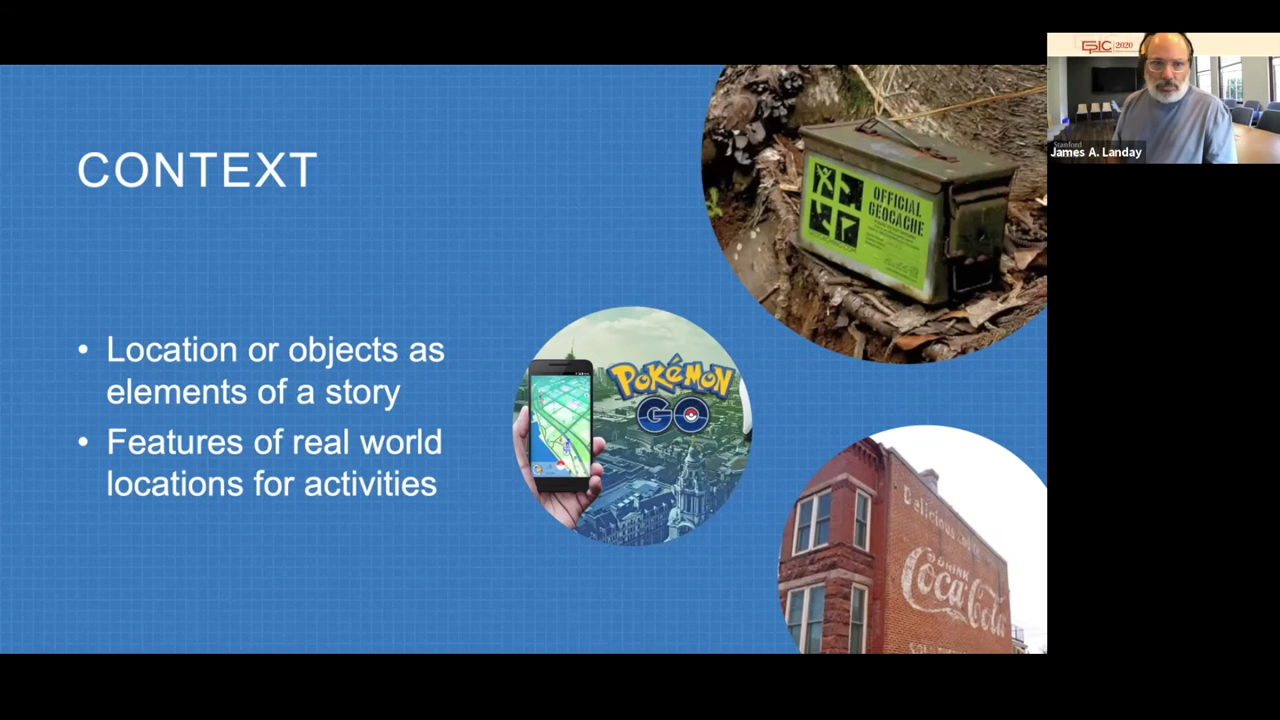 CONTEXT
• Location or objects as
elements of a story
• Features of real world
locations for activities
OFFICIAL
GEOCACHE
POKéMON
GO
Delicious
DRINK
Coca-Cola
EPIC 2020
Stanford
James A. Landay